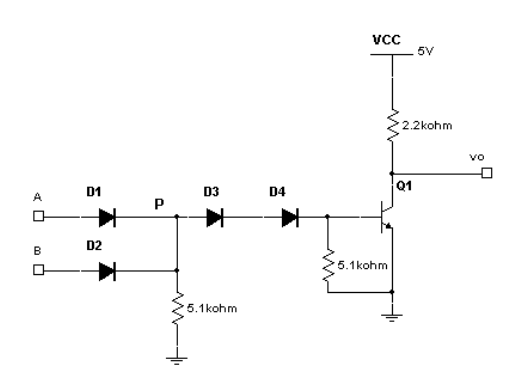 VCC
5V
2.2kohm
vo
Q1
A
D1
P
D3
D4
B
D2
5.1kohm
5.1kohm